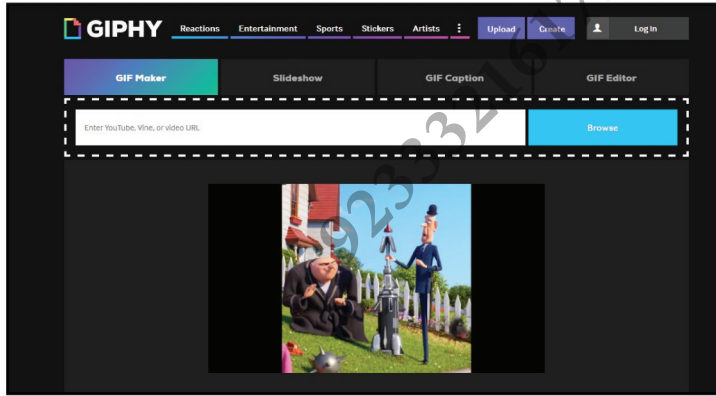 GIPHY Reactions Entertainment Sports Stickers Artists Upload Create Log In
GIF Maker Slideshow GIF Caption GIF Editor
Enter YouTube, Vine, or video URL Browse